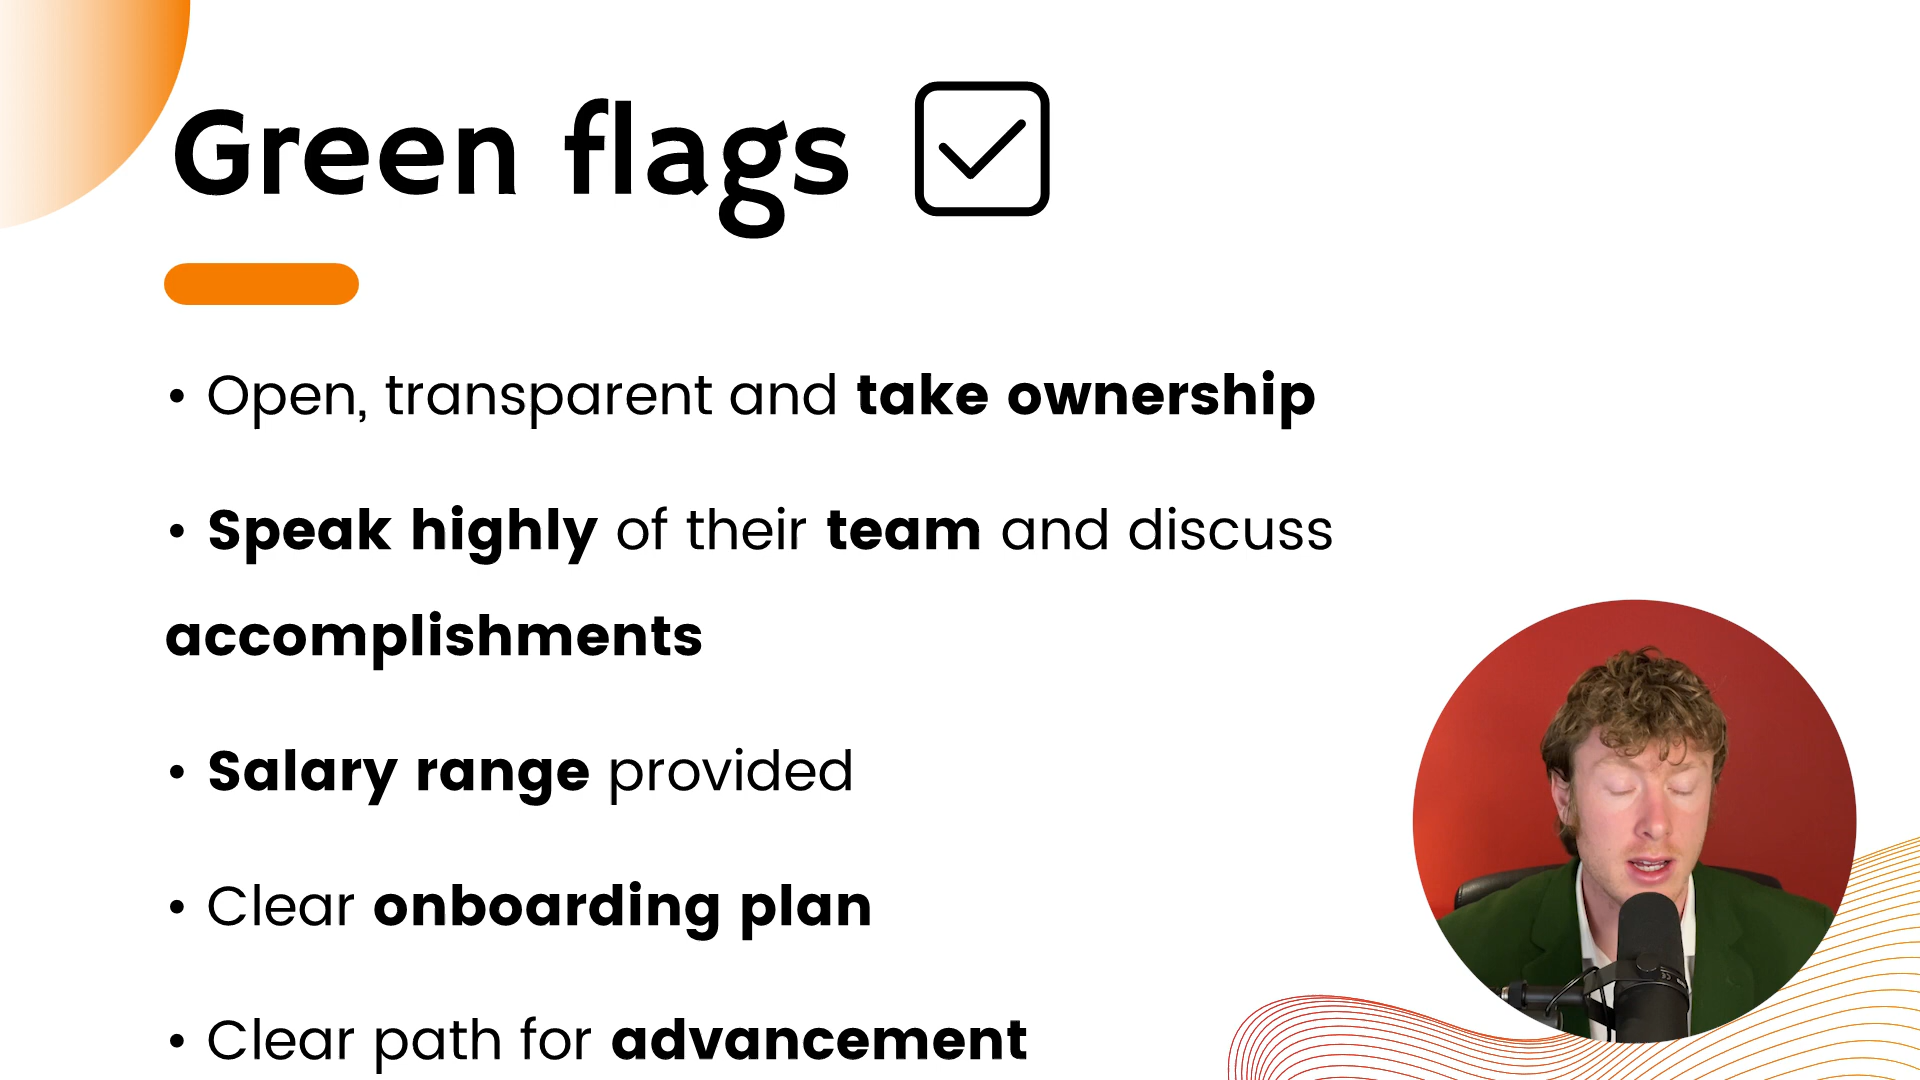 Green flags
• Open, transparent and take ownership
• Speak highly of their team and discuss
accomplishments
• Salary range provided
• Clear onboarding plan
• Clear path for advancement